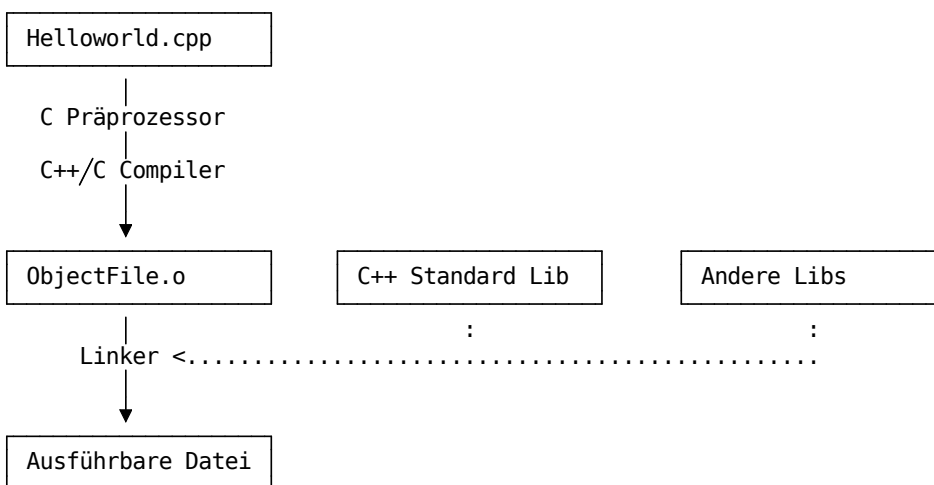 Helloworld.cpp
C Präprozessor
C++/C Compiler
ObjectFile.o C++ Standard Lib Andere Libs
: :
Linker <................................................
Ausführbare Datei